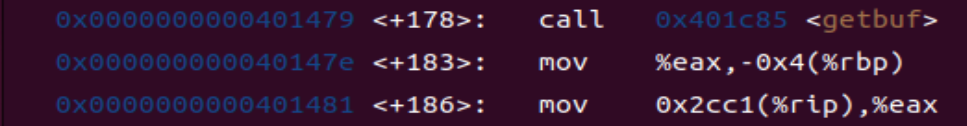 0x0000000000401479 <+178>: call 0x401c85 <getbuf>
0x000000000040147e <+183>: mov %eax,-0x4(%rbp)
0x0000000000401481 <+186>: mov 0x2cc1(%rip),%eax